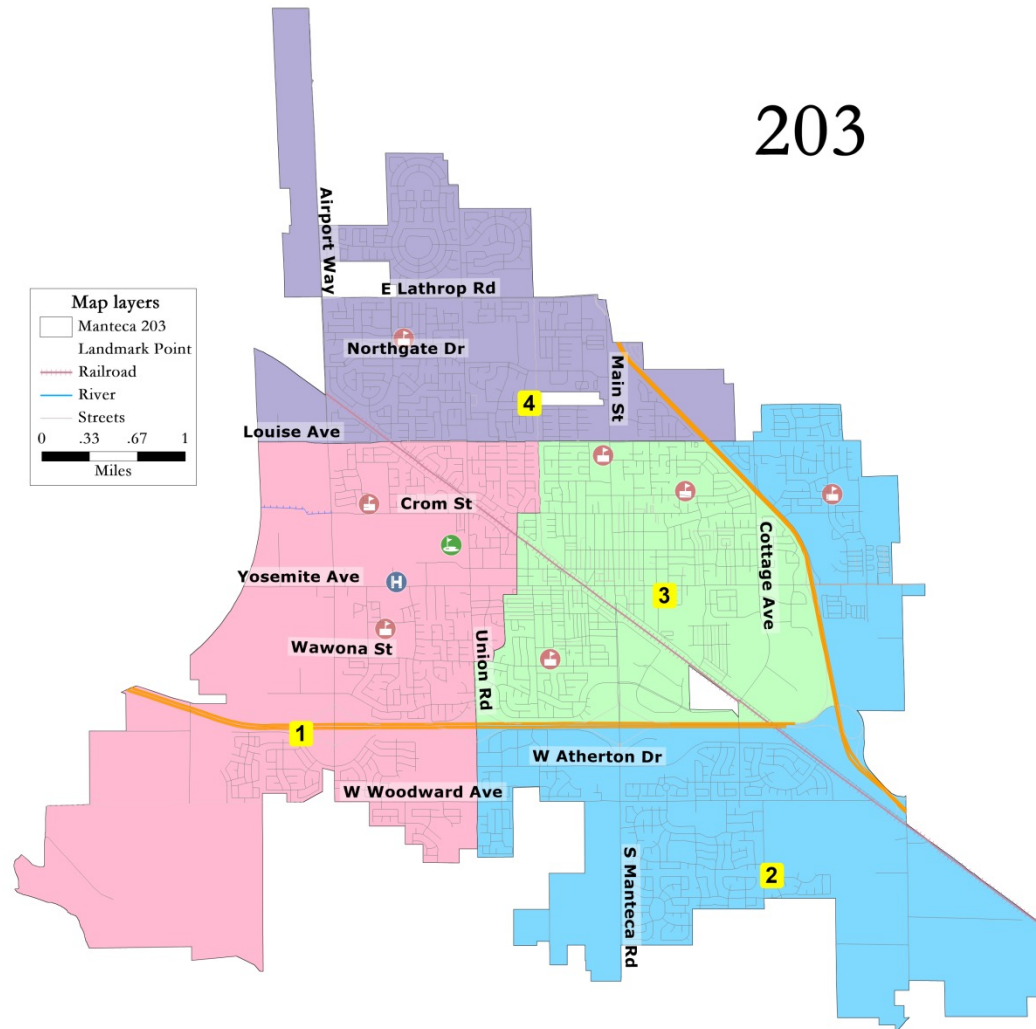 203
Airport Way
E Lathrop Rd
Map layers
Manteca 203
Landmark Point
Railroad
River
Streets
0 .33 .67 1
Miles
Northgate Dr
Main St
4
Louise Ave
Crom St
Cottage Ave
Yosemite Ave
H
3
Wawona St
Union Rd
1
W Atherton Dr
W Woodward Ave
S Manteca Rd
2